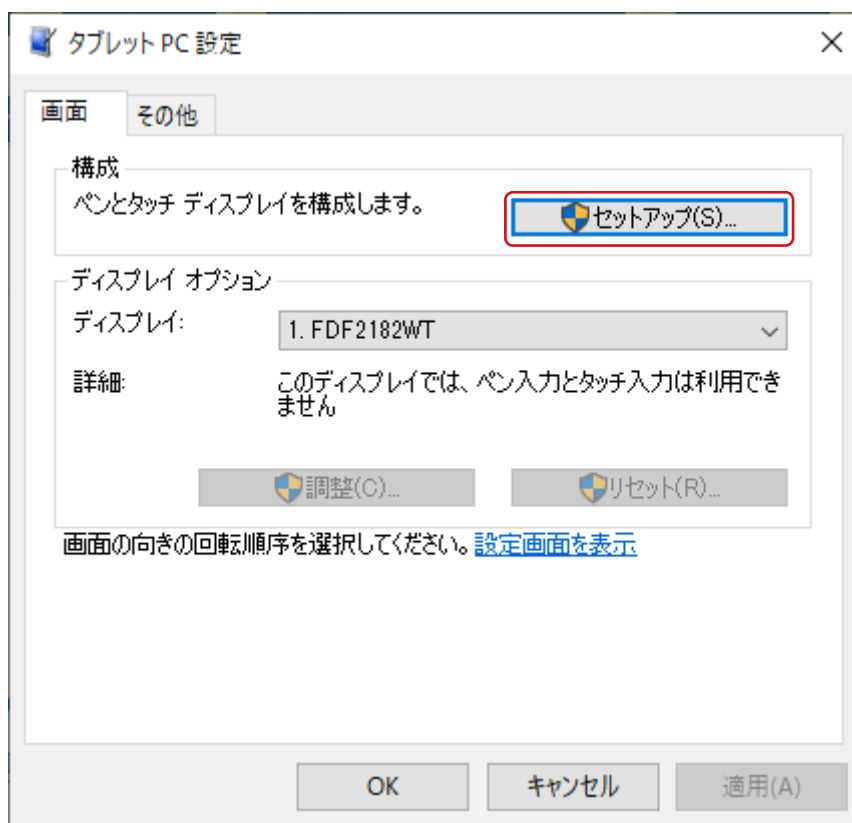 タブレット PC 設定
画面
その他
構成
ペンとタッチ ディスプレイを構成します。
セットアップ(S)...
ディスプレイ オプション
ディスプレイ:
1. FDF2182WT
詳細:
このディスプレイでは、ペン入力とタッチ入力は利用でき
ません
調整(C)...
リセット(R)...
画面の向きの回転順序を選択してください。設定画面を表示
OK
キャンセル
適用(A)